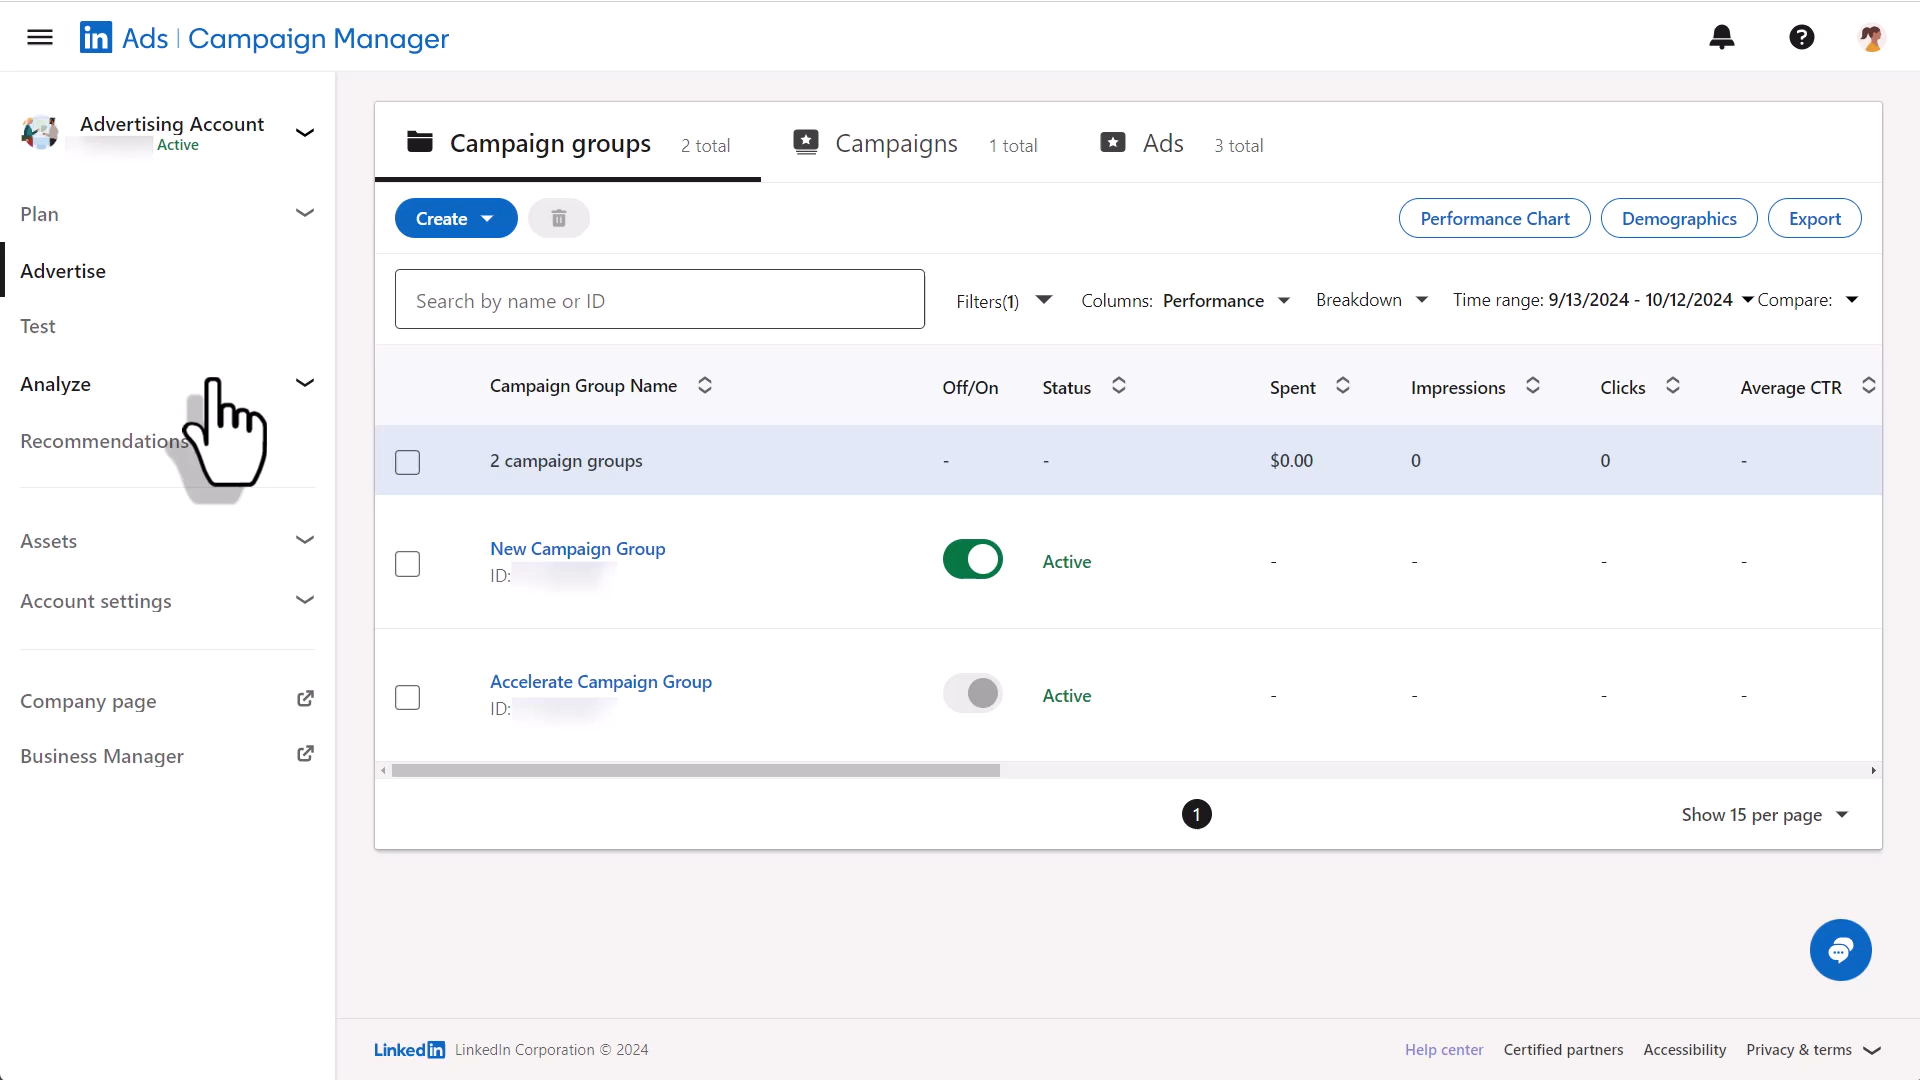 in Ads | Campaign Manager
Advertising Account
Active
Plan
Advertise
Test
Analyze
Recommendations
Assets
Account settings
Company page
Business Manager
Campaign groups 2 total
Campaigns 1 total
Ads 3 total
Create
Performance Chart
Demographics
Export
Search by name or ID
Filters(1)
Columns: Performance
Breakdown
Time range: 9/13/2024 - 10/12/2024
Compare:
Campaign Group Name Off/On Status Spent Impressions Clicks Average CTR
2 campaign groups - - $0.00 0 0 -
New Campaign Group
ID:
Active - - - -
Accelerate Campaign Group
ID:
Active - - - -
1
Show 15 per page
LinkedIn LinkedIn Corporation © 2024
Help center Certified partners Accessibility Privacy & terms